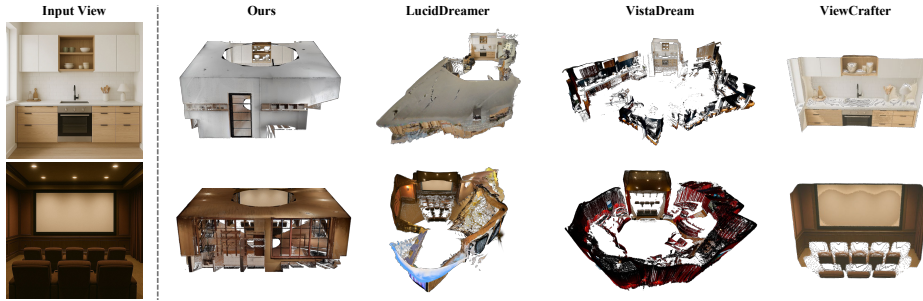 Input View
Ours
LucidDreamer
VistaDream
ViewCrafter